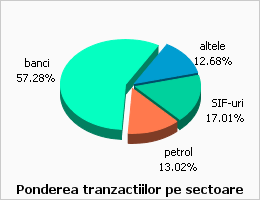 altele
12.68%
banci
57.28%
SIF-uri
17.01%
petrol
13.02%
Ponderea tranzactiilor pe sectoare